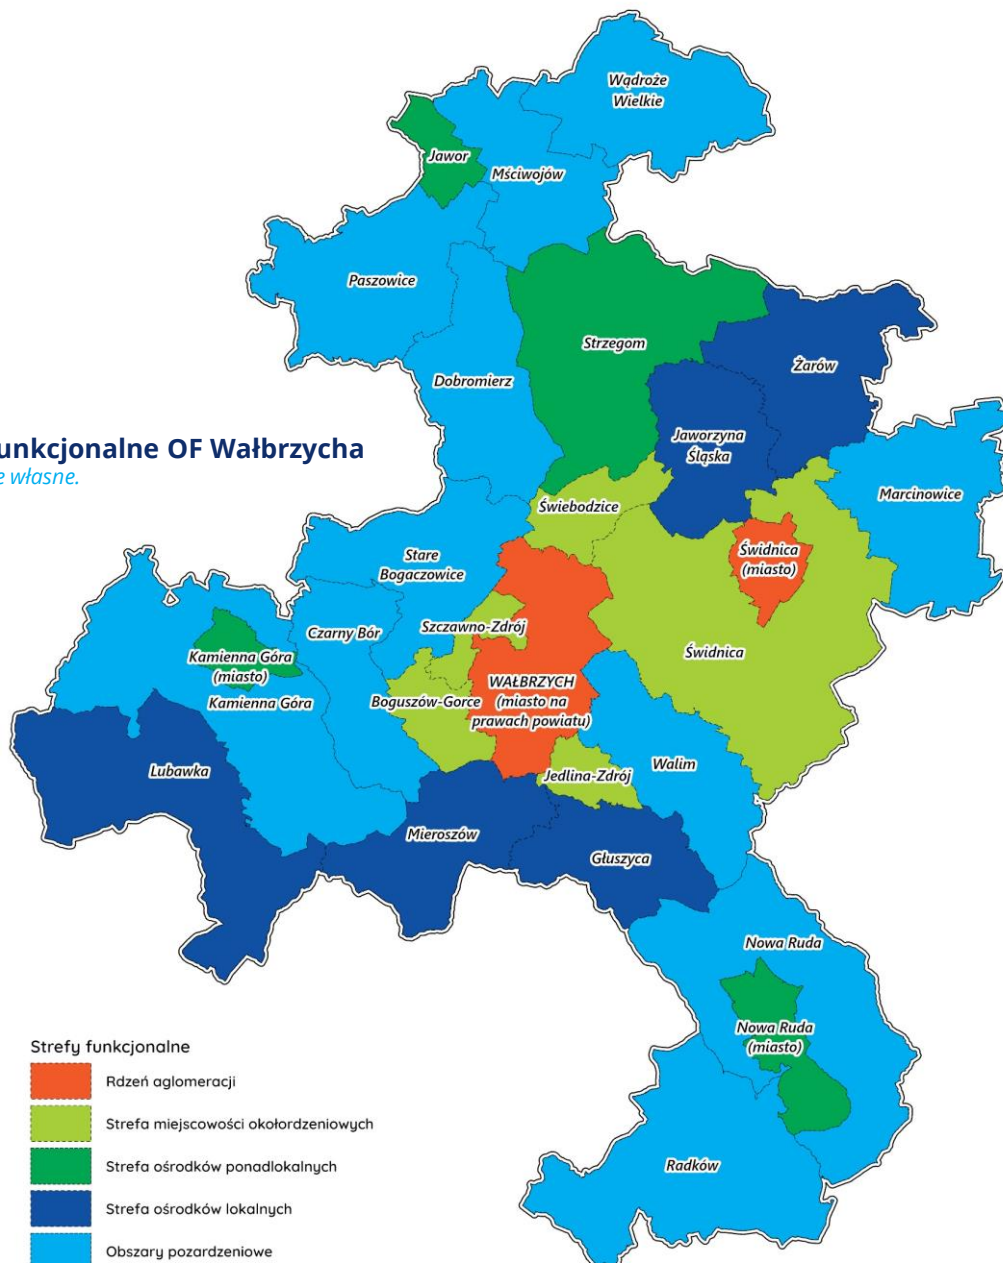 Wądroże
Wielkie
Jawor
Mściwojów
Paszowice
Strzegom
Dobromierz
Żarów
Jaworzyna
Śląska
unkcjonalne OF Wałbrzycha
e własne.
Marcinowice
Świebodzice
Stare
Bogaczowice
Świdnica
(miasto)
Szczawno-Zdrój
Czarny Bór
Kamienna Góra
(miasto)
Kamienna Góra
Świdnica
WAŁBRZYCH
(miasto na
prawach powiatu)
Boguszów-Gorce
Lubawka
Jedlina-Zdrój
Walim
Mieroszów
Głuszyca
Nowa Ruda
Nowa Ruda
(miasto)
Radków
Strefy funkcjonalne
Rdzeń aglomeracji
Strefa miejscowości okołordzeniowych
Strefa ośrodków ponadlokalnych
Strefa ośrodków lokalnych
Obszary pozardzeniowe